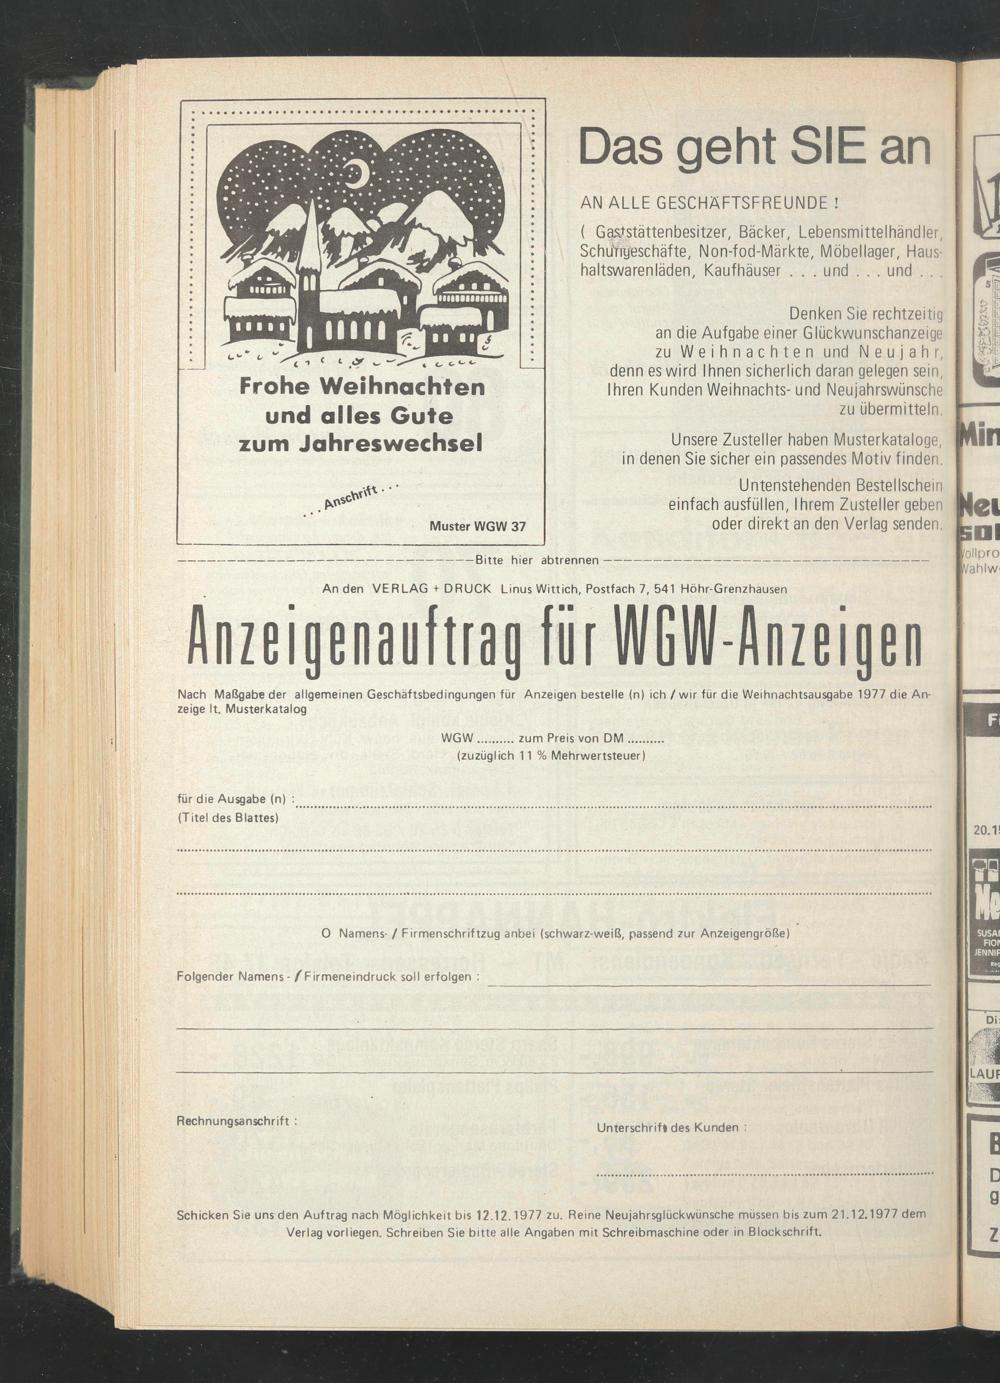 Frohe Weihnachten
und alles Gute
zum Jahreswechsel
. . . Anschrift . . .
Muster WGW 37
Das geht SIE an
AN ALLE GESCHÄFTSFREUNDE !
( Gaststättenbesitzer, Bäcker, Lebensmittelhändler,
Schuhgeschäfte, Non-fod-Märkte, Möbellager, Haus-
haltswarenläden, Kaufhäuser . . . und . . . und . . .
Denken Sie rechtzeitig
an die Aufgabe einer Glückwunschanzeige
zu Weihnachten und Neujahr,
denn es wird Ihnen sicherlich daran gelegen sein,
Ihren Kunden Weihnachts- und Neujahrswünsche
zu übermitteln.
Unsere Zusteller haben Musterkataloge,
in denen Sie sicher ein passendes Motiv finden.
Untenstehenden Bestellschein
einfach ausfüllen, Ihrem Zusteller geben
oder direkt an den Verlag senden.
Bitte hier abtrennen
An den VERLAG + DRUCK Linus Wittich, Postfach 7, 541 Höhr-Grenzhausen
Anzeigenauftrag für WGW-Anzeigen
Nach Maßgabe der allgemeinen Geschäftsbedingungen für Anzeigen bestelle (n) ich / wir für die Weihnachtsausgabe 1977 die An-
zeige lt. Musterkatalog
WGW .......... zum Preis von DM ..........
(zuzüglich 11 % Mehrwertsteuer)
für die Ausgabe (n) :
(Titel des Blattes)
O Namens- / Firmenschriftzug anbei (schwarz-weiß, passend zur Anzeigengröße)
Folgender Namens - / Firmeneindruck soll erfolgen :
Rechnungsanschrift :
Unterschrift des Kunden :
Schicken Sie uns den Auftrag nach Möglichkeit bis 12.12.1977 zu. Reine Neujahrsglückwünsche müssen bis zum 21.12.1977 dem
Verlag vorliegen. Schreiben Sie bitte alle Angaben mit Schreibmaschine oder in Blockschrift.